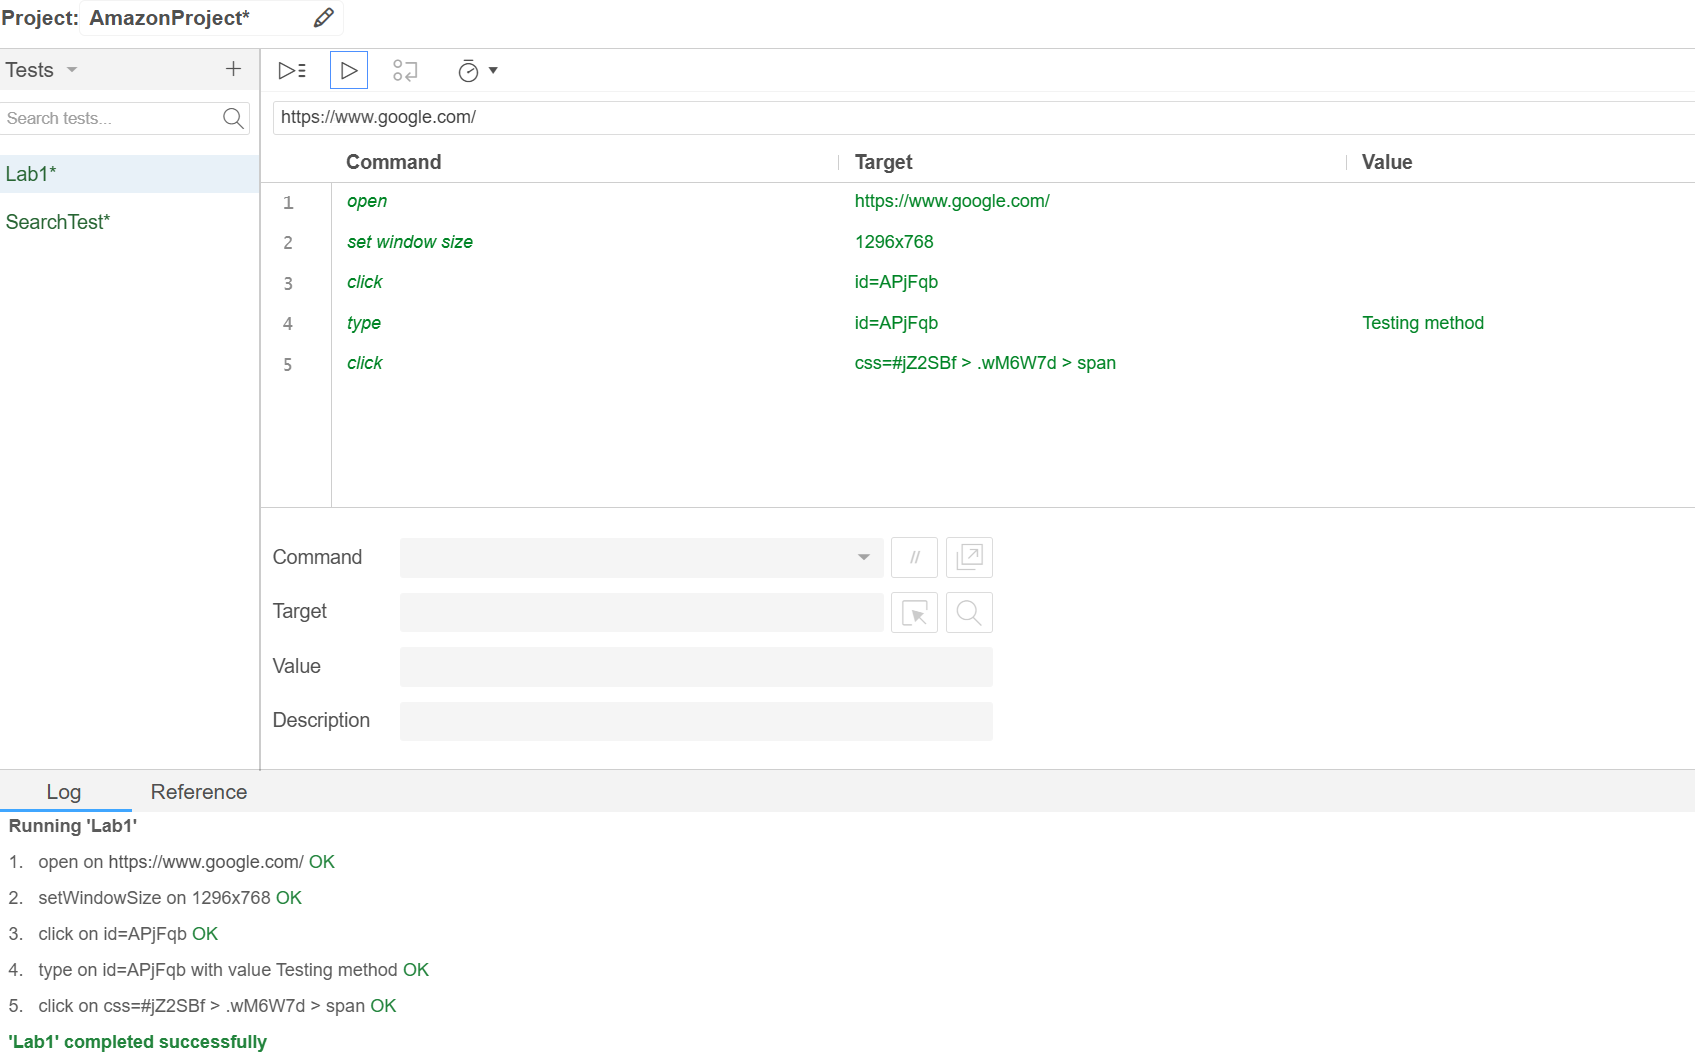 Project: AmazonProject*
Tests
Search tests...
https://www.google.com/
Lab1*
SearchTest*
Command Target Value
1 open https://www.google.com/
2 set window size 1296x768
3 click id=APjFqb
4 type id=APjFqb Testing method
5 click css=#jZ2SBf > .wM6W7d > span
Command //
Target
Value
Description
Log Reference
Running 'Lab1'
1. open on https://www.google.com/ OK
2. setWindowSize on 1296x768 OK
3. click on id=APjFqb OK
4. type on id=APjFqb with value Testing method OK
5. click on css=#jZ2SBf > .wM6W7d > span OK
'Lab1' completed successfully